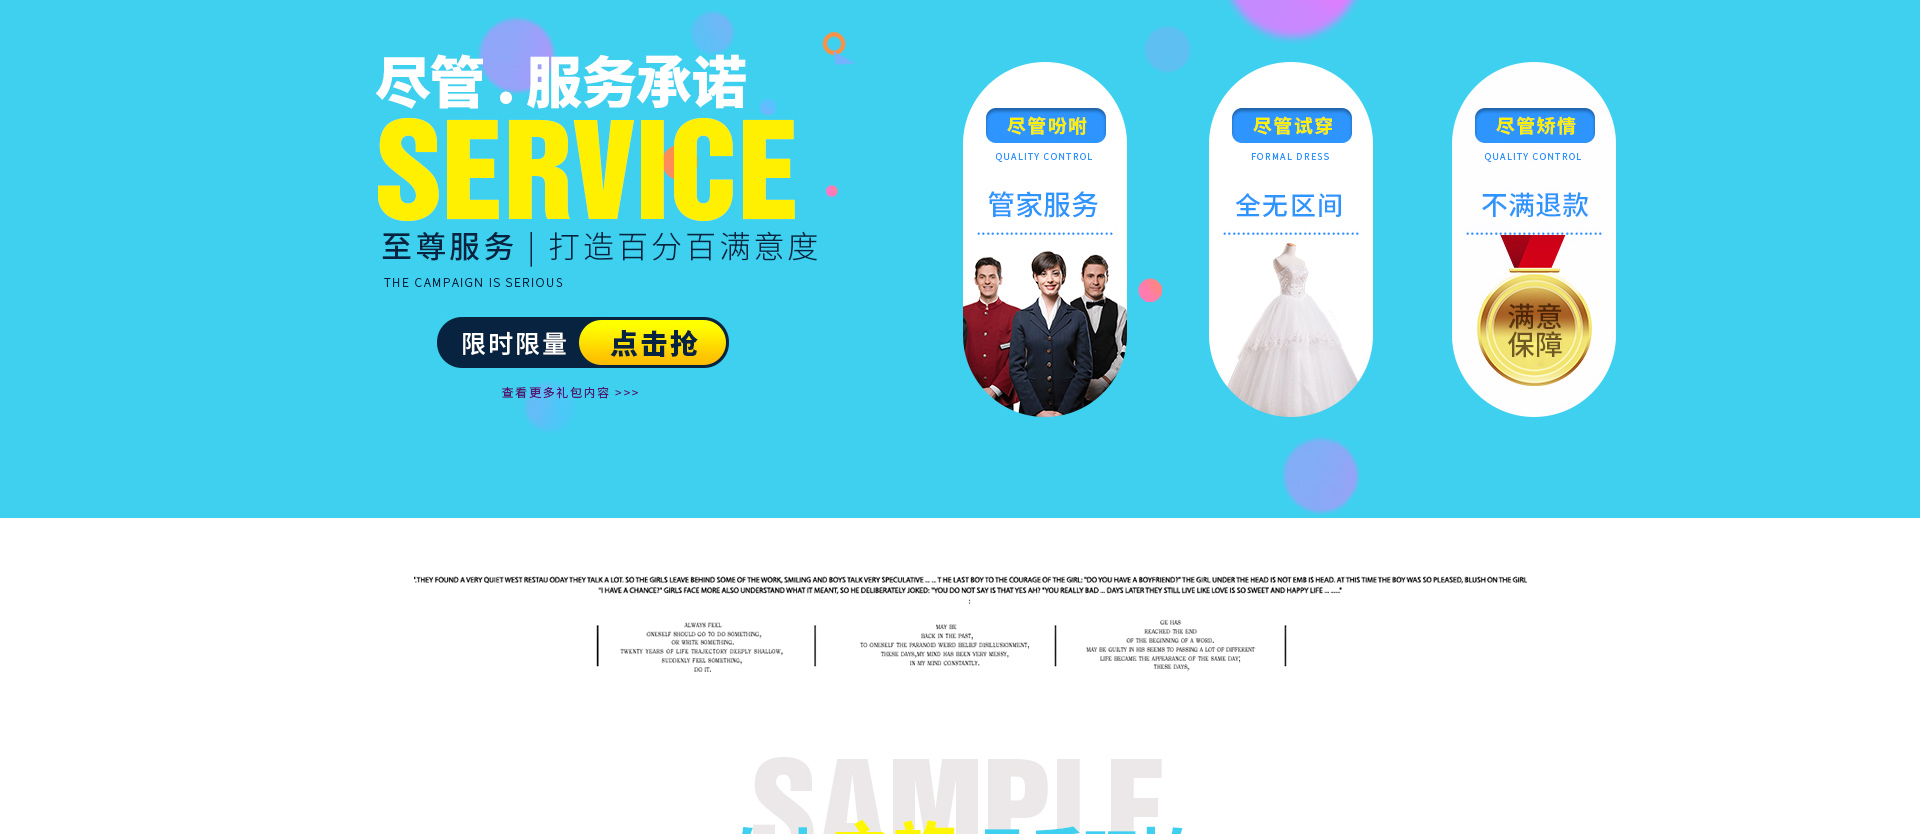 尽管.服务承诺
SERVICE
至尊服务 | 打造百分百满意度
THE CAMPAIGN IS SERIOUS
限时限量 点击抢
查看更多礼包内容 >>>
尽管吩咐
QUALITY CONTROL
管家服务
尽管试穿
FORMAL DRESS
全无区间
尽管矫情
QUALITY CONTROL
不满退款
满意
保障
".THEY FOUND A VERY QUIET WEST RESTAU ODAY THEY TALK A LOT. SO THE GIRLS LEAVE BEHIND SOME OF THE WORK, SMILING AND BOYS TALK VERY SPECULATIVE ... ... T HE LAST BOY TO THE COURAGE OF THE GIRL: "DO YOU HAVE A BOYFRIEND?" THE GIRL UNDER THE HEAD IS NOT EMB IS HEAD. AT THIS TIME THE BOY WAS SO PLEASED, BLUSH ON THE GIRL
"I HAVE A CHANCE?" GIRLS FACE MORE ALSO UNDERSTAND WHAT IT MEANT, SO HE DELIBERATELY JOKED: "YOU DO NOT SAY IS THAT YES AH? "YOU REALLY BAD ... DAYS LATER THEY STILL LIVE LIKE LOVE IS SO SWEET AND HAPPY LIFE ... ....."
:
ALWAYS FEEL
ONESELF SHOULD GO TO DO SOMETHING,
OR WRITE SOMETHING.
TWENTY YEARS OF LIFE TRAJECTORY DEEPLY SHALLOW,
SUDDENLY FEEL SOMETHING,
DO IT.
MAY BE
BACK IN THE PAST,
TO ONESELF THE PARANOID WEIRD BELIEF DISILLUSIONMENT,
THESE DAYS,MY MIND HAS BEEN VERY MESSY,
IN MY MIND CONSTANTLY.
GE HAS
REACHED THE END
OF THE BEGINNING OF A WORD.
MAY BE GUILTY IN HIS SEEMS TO PASSING A LOT OF DIFFERENT
LIFE BECAME THE APPEARANCE OF THE SAME DAY;
THESE DAYS,
SAMPLE